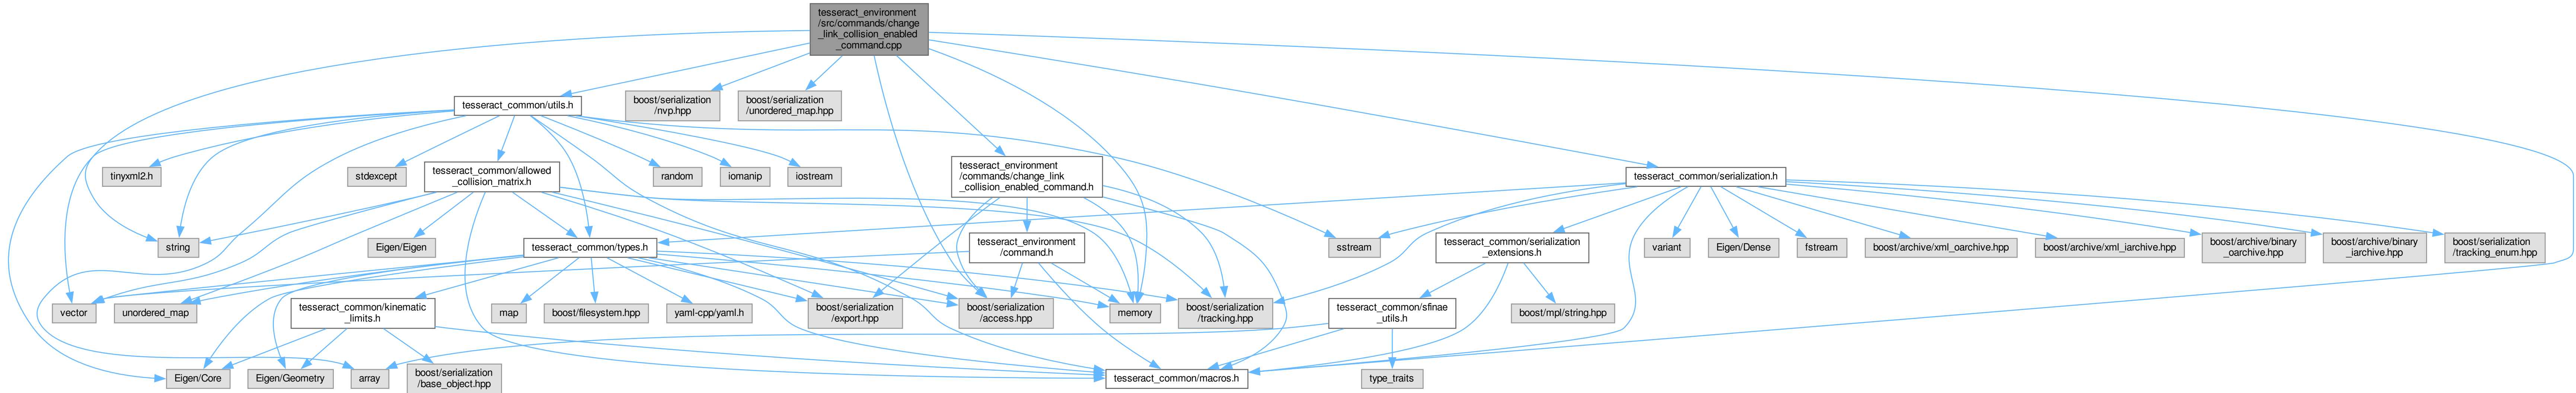 tesseract_environment
/src/commands/change
_link_collision_enabled
_command.cpp
tesseract_common/utils.h
boost/serialization
/nvp.hpp
boost/serialization
/unordered_map.hpp
tinyxml2.h
stdexcept
tesseract_common/allowed
_collision_matrix.h
random
iomanip
iostream
tesseract_environment
/commands/change_link
_collision_enabled_command.h
tesseract_common/serialization.h
string
Eigen/Eigen
tesseract_common/types.h
tesseract_environment
/command.h
sstream
tesseract_common/serialization
_extensions.h
variant
Eigen/Dense
fstream
boost/archive/xml_oarchive.hpp
boost/archive/xml_iarchive.hpp
boost/archive/binary
_oarchive.hpp
boost/archive/binary
_iarchive.hpp
boost/serialization
/tracking_enum.hpp
vector
unordered_map
tesseract_common/kinematic
_limits.h
map
boost/filesystem.hpp
yaml-cpp/yaml.h
boost/serialization
/export.hpp
boost/serialization
/access.hpp
memory
boost/serialization
/tracking.hpp
tesseract_common/sfinae
_utils.h
boost/mpl/string.hpp
Eigen/Core
Eigen/Geometry
array
boost/serialization
/base_object.hpp
tesseract_common/macros.h
type_traits